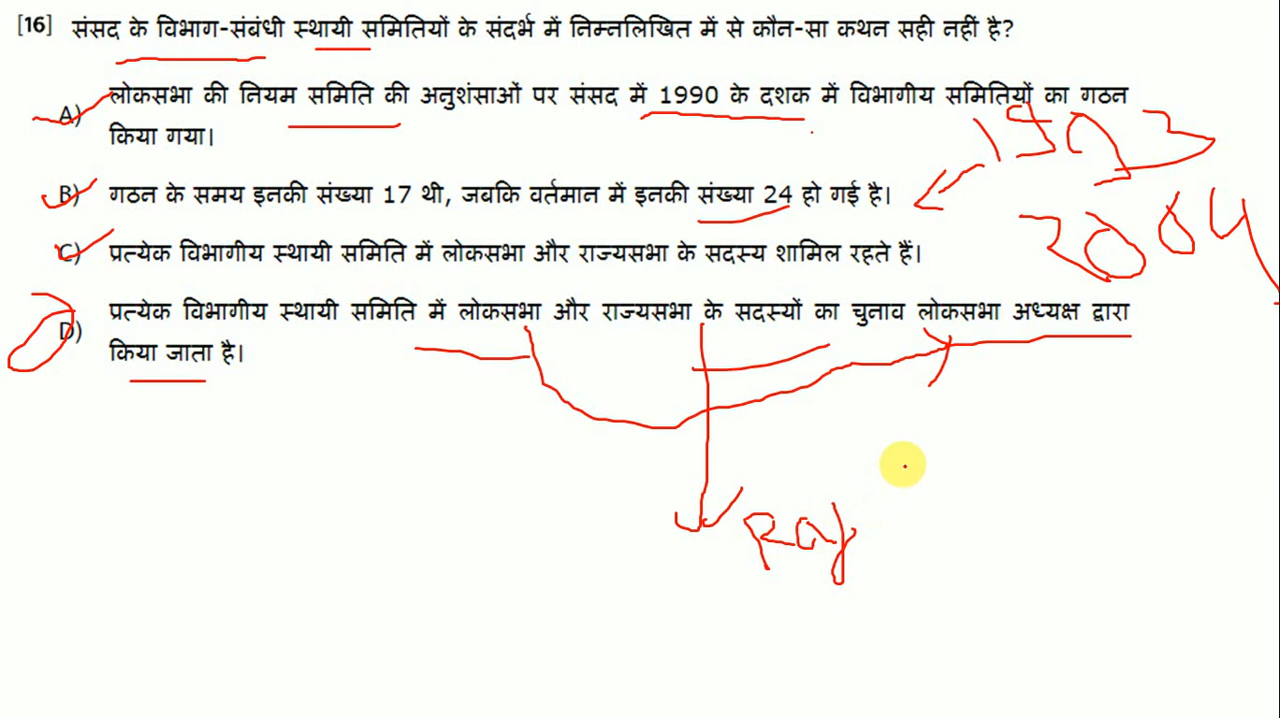 [16] संसद के विभाग-संबंधी स्थायी समितियों के संदर्भ में निम्नलिखित में से कौन-सा कथन सही नहीं है?
A) लोकसभा की नियम समिति की अनुशंसाओं पर संसद में 1990 के दशक में विभागीय समितियों का गठन
किया गया।
1993
B) गठन के समय इनकी संख्या 17 थी, जबकि वर्तमान में इनकी संख्या 24 हो गई है।
2004
C) प्रत्येक विभागीय स्थायी समिति में लोकसभा और राज्यसभा के सदस्य शामिल रहते हैं।
D) प्रत्येक विभागीय स्थायी समिति में लोकसभा और राज्यसभा के सदस्यों का चुनाव लोकसभा अध्यक्ष द्वारा
किया जाता है।
Raj